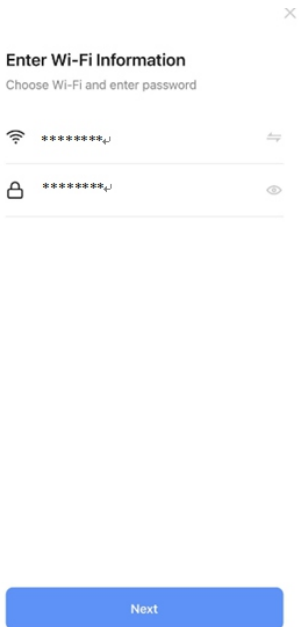 Enter Wi-Fi Information
Choose Wi-Fi and enter password
********↵
********↵
Next